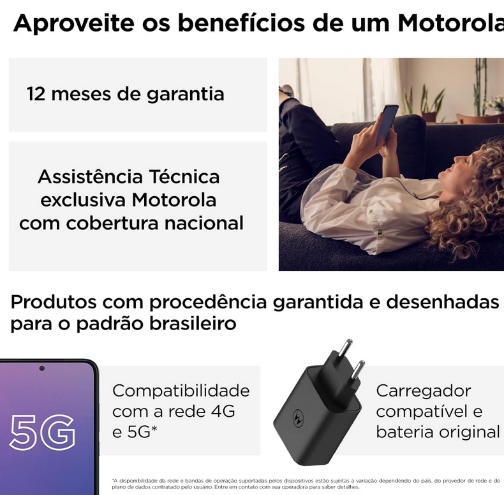 Aproveite os benefícios de um Motorola
12 meses de garantia
Assistência Técnica
exclusiva Motorola
com cobertura nacional
Produtos com procedência garantida e desenhadas
para o padrão brasileiro
5G
Compatibilidade
com a rede 4G
e 5G*
Carregador
compatível e
bateria original
*A disponibilidade da rede e bandas de operação suportadas pelos dispositivos estão sujeitas à variação dependendo do país, do provedor de rede e do
plano de dados contratado pelo usuário. Entre em contato com sua operadora para saber detalhes.